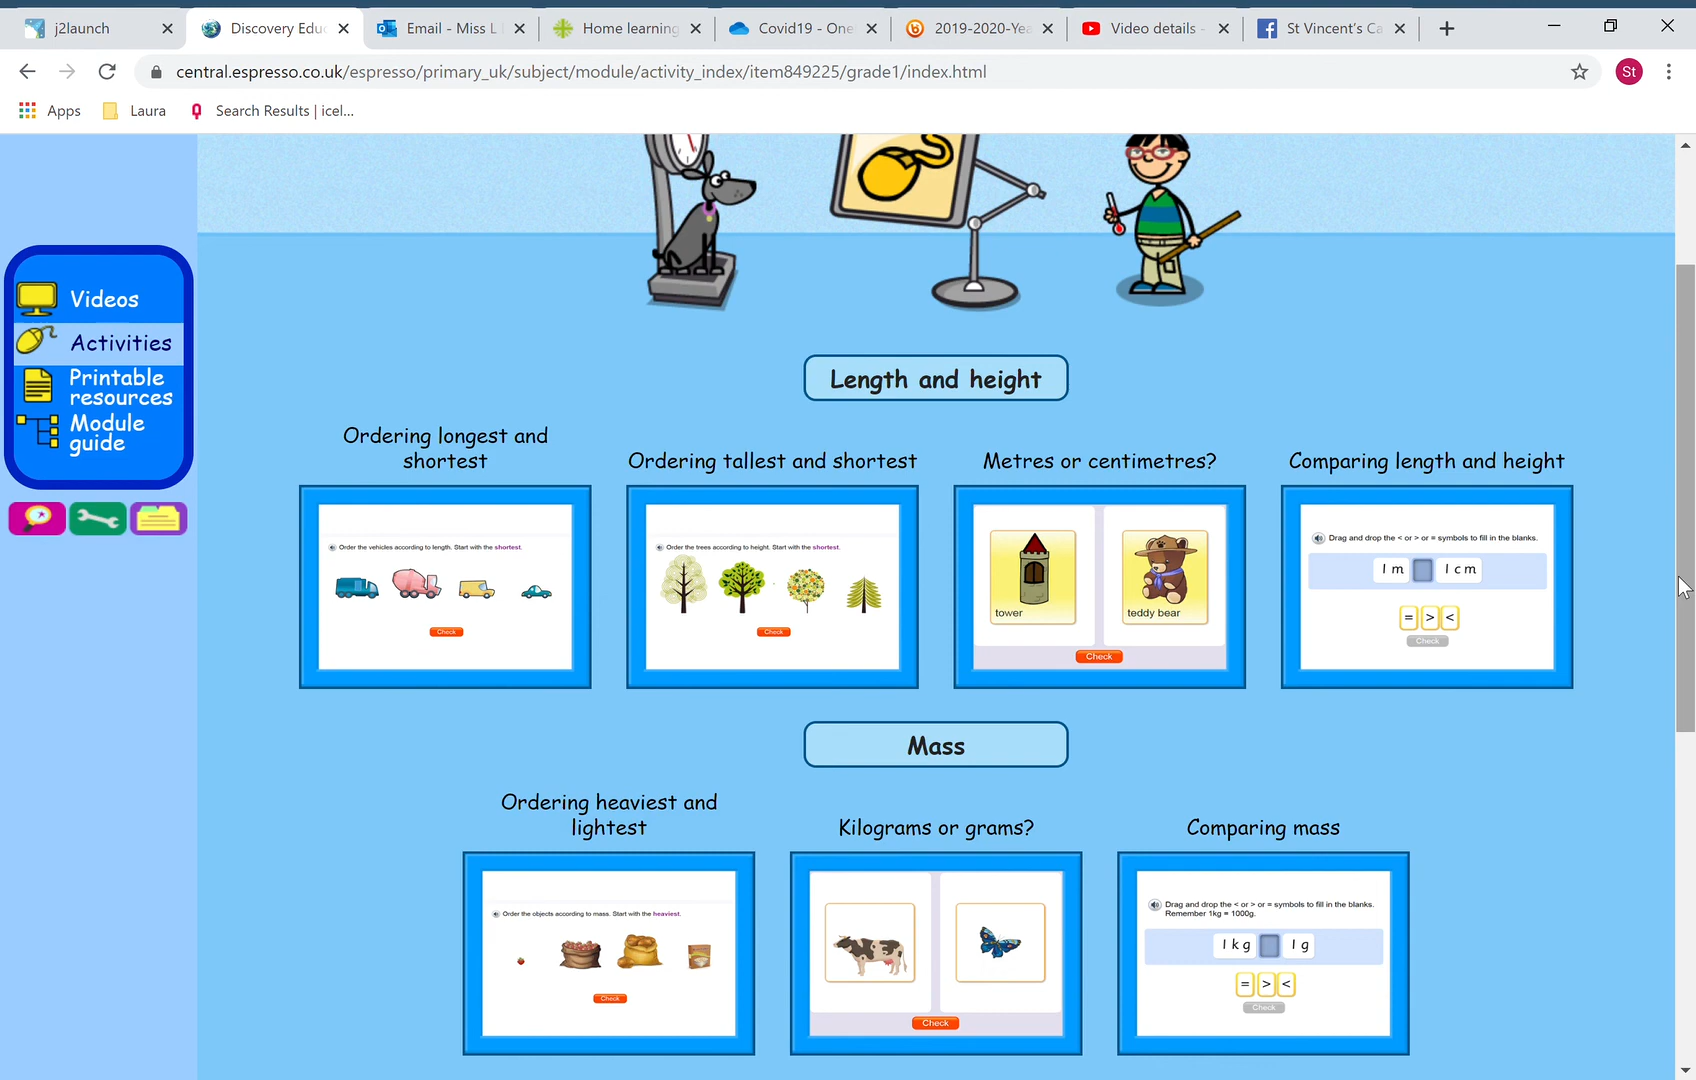 j2launch
Discovery Educ
Email - Miss L
Home learning
Covid19 - One
2019-2020-Yea
Video details -
St Vincent's Ca
central.espresso.co.uk/espresso/primary_uk/subject/module/activity_index/item849225/grade1/index.html
St
Apps
Laura
Search Results | icel...
Videos
Activities
Printable
resources
Module
guide
Length and height
Ordering longest and
shortest
Ordering tallest and shortest
Metres or centimetres?
Comparing length and height
Order the vehicles according to length. Start with the shortest.
Check
Order the trees according to height. Start with the shortest.
Check
tower
teddy bear
Check
Drag and drop the < or > or = symbols to fill in the blanks.
1 m 1 cm
= > <
Check
Mass
Ordering heaviest and
lightest
Kilograms or grams?
Comparing mass
Order the objects according to mass. Start with the heaviest.
Check
Check
Drag and drop the < or > or = symbols to fill in the blanks.
Remember 1kg = 1000g.
1 kg 1 g
= > <
Check